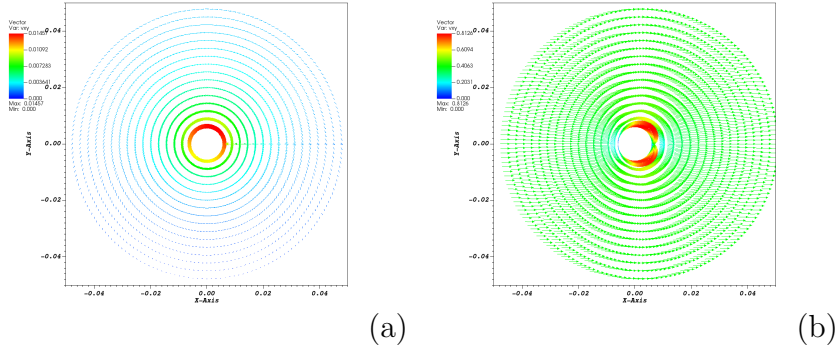 Vector
Var: vxy
0.01457
0.01092
0.007283
0.003641
0.000
Max: 0.01457
Min: 0.000
0.04
0.02
0.00
-0.02
-0.04
Y-Axis
-0.04 -0.02 0.00 0.02 0.04
X-Axis
(a)
Vector
Var: vxy
0.8126
0.6094
0.4063
0.2031
0.000
Max: 0.8126
Min: 0.000
0.04
0.02
0.00
-0.02
-0.04
Y-Axis
-0.04 -0.02 0.00 0.02 0.04
X-Axis
(b)